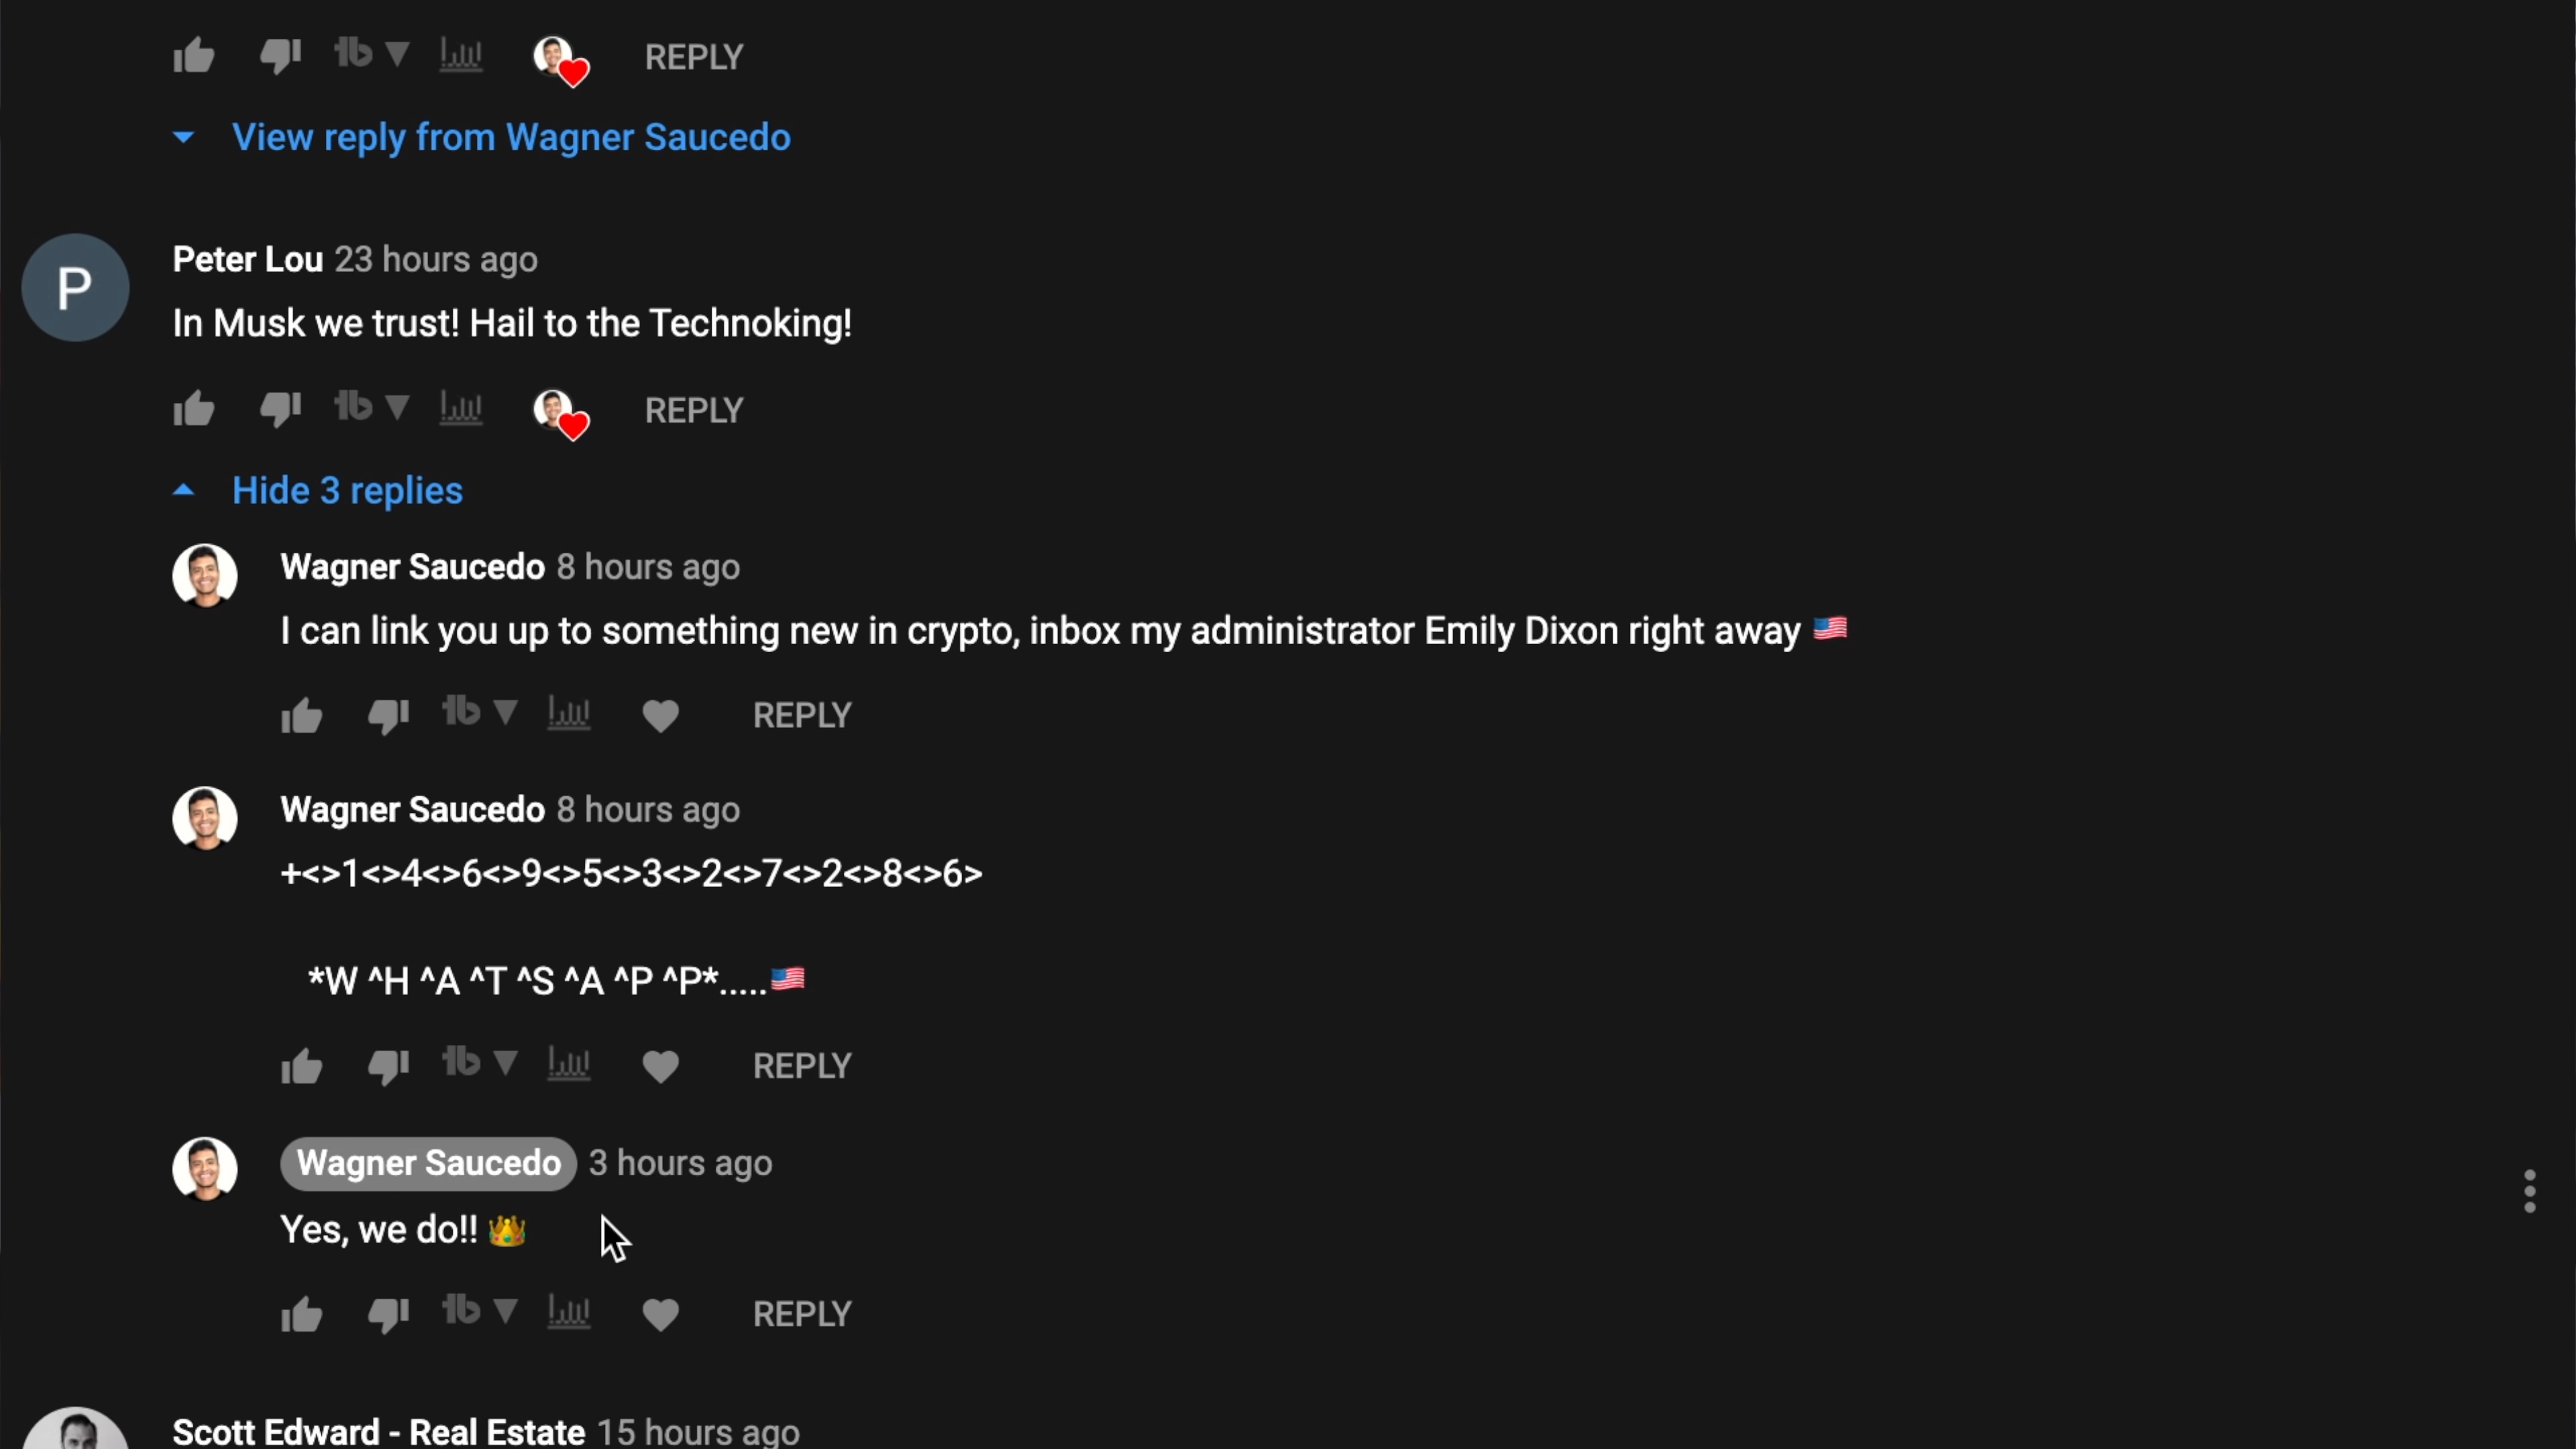 REPLY
View reply from Wagner Saucedo
P
Peter Lou 23 hours ago
In Musk we trust! Hail to the Technoking!
REPLY
Hide 3 replies
Wagner Saucedo 8 hours ago
I can link you up to something new in crypto, inbox my administrator Emily Dixon right away 🇺🇸
REPLY
Wagner Saucedo 8 hours ago
+<>1<>4<>6<>9<>5<>3<>2<>7<>2<>8<>6>
*W ^H ^A ^T ^S ^A ^P ^P*.....🇺🇸
REPLY
Wagner Saucedo 3 hours ago
Yes, we do!! 👑
REPLY
Scott Edward - Real Estate 15 hours ago